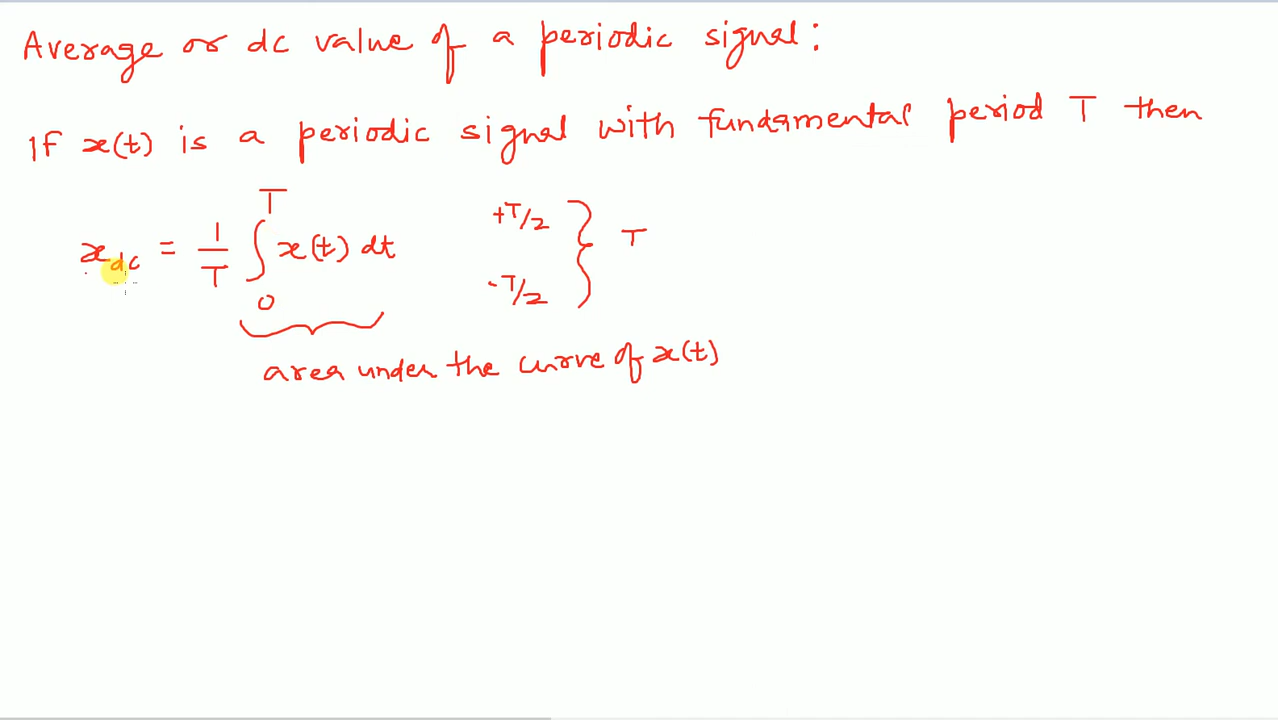 Average or dc value of a periodic signal:
If x(t) is a periodic signal with fundamental period T then
x_dc = 1/T ∫_0^T x(t) dt   +T/2 -T/2 } T
area under the curve of x(t)